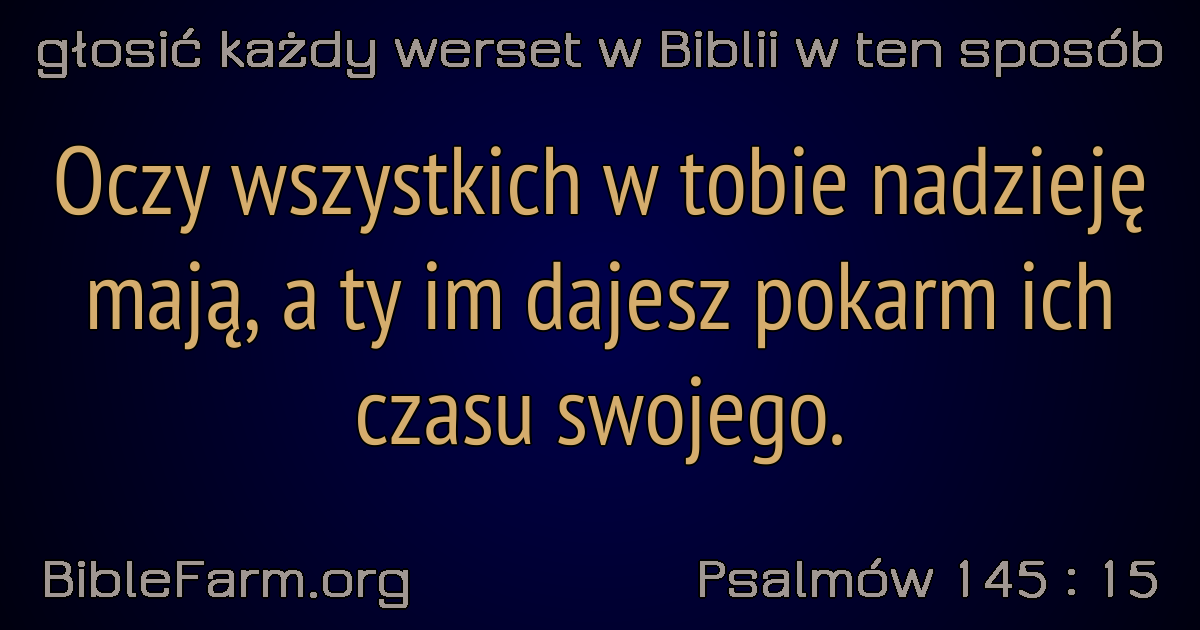 głosić każdy werset w Biblii w ten sposób
Oczy wszystkich w tobie nadzieję
mają, a ty im dajesz pokarm ich
czasu swojego.
BibleFarm.org
Psalmów 145 : 15